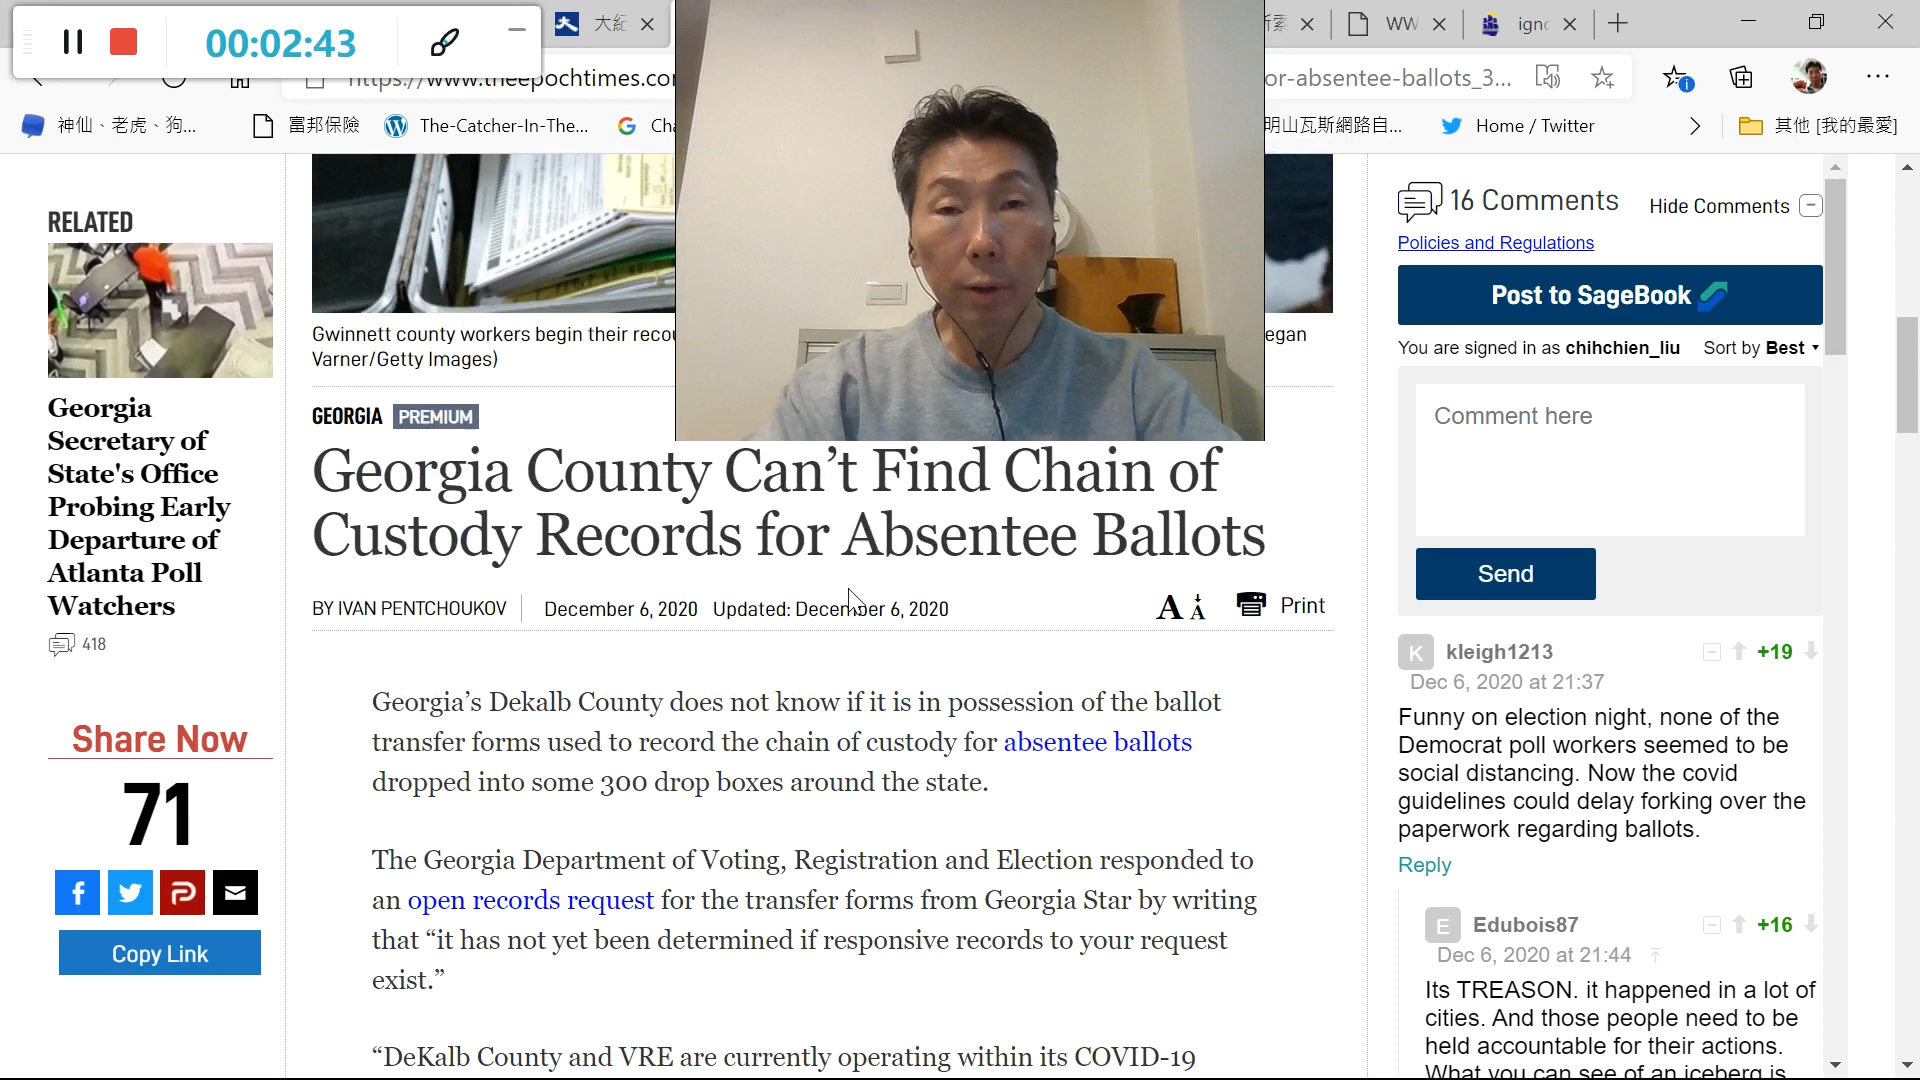 00:02:43
大紀
WW
ign
https://www.theepochtimes.co
or-absentee-ballots_3...
神仙、老虎、狗...
富邦保險
The-Catcher-In-The...
明山瓦斯網路自...
Home / Twitter
其他 [我的最愛]
RELATED
Georgia
Secretary of
State's Office
Probing Early
Departure of
Atlanta Poll
Watchers
418
Share Now
71
Copy Link
Gwinnett county workers begin their reco
egan
Varner/Getty Images)
GEORGIA PREMIUM
Georgia County Can’t Find Chain of
Custody Records for Absentee Ballots
BY IVAN PENTCHOUKOV December 6, 2020 Updated: December 6, 2020
Print
Georgia’s Dekalb County does not know if it is in possession of the ballot
transfer forms used to record the chain of custody for absentee ballots
dropped into some 300 drop boxes around the state.
The Georgia Department of Voting, Registration and Election responded to
an open records request for the transfer forms from Georgia Star by writing
that “it has not yet been determined if responsive records to your request
exist.”
“DeKalb County and VRE are currently operating within its COVID-19
16 Comments Hide Comments
Policies and Regulations
Post to SageBook
You are signed in as chihchien_liu Sort by Best
Comment here
Send
K kleigh1213 +19
Dec 6, 2020 at 21:37
Funny on election night, none of the
Democrat poll workers seemed to be
social distancing. Now the covid
guidelines could delay forking over the
paperwork regarding ballots.
Reply
E Edubois87 +16
Dec 6, 2020 at 21:44
Its TREASON. it happened in a lot of
cities. And those people need to be
held accountable for their actions.
What you can see of an iceberg is